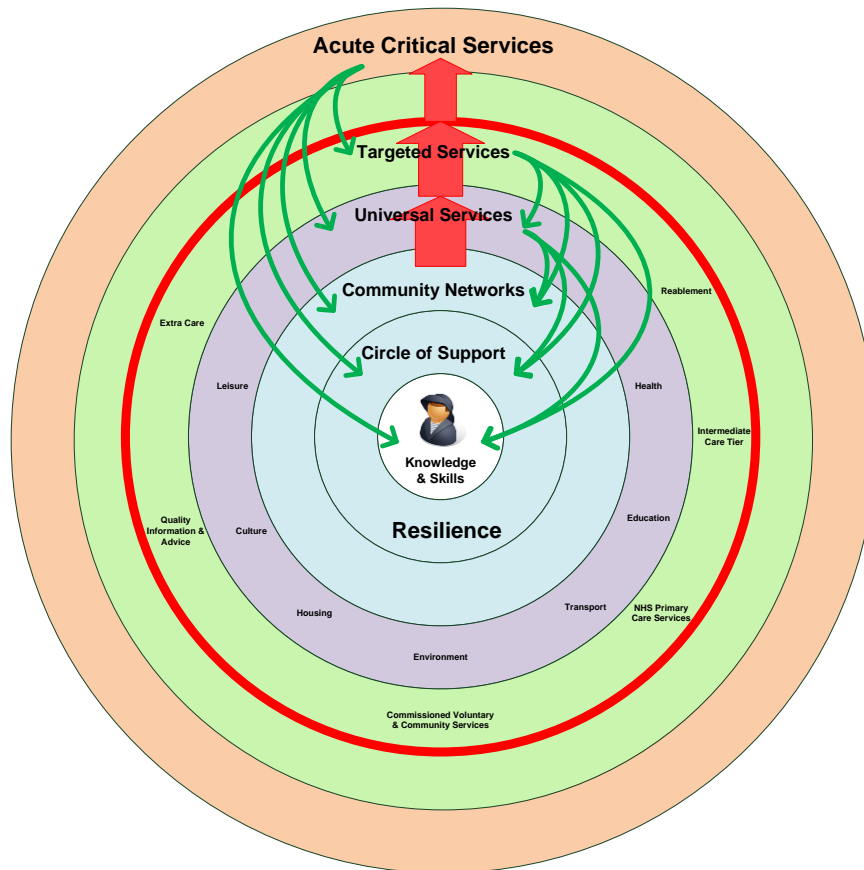 Acute Critical Services
Targeted Services
Universal Services
Community Networks
Reablement
Extra Care
Circle of Support
Leisure
Health
Intermediate
Care Tier
Knowledge
& Skills
Quality
Information &
Advice
Culture
Resilience
Education
Housing
Transport
NHS Primary
Care Services
Environment
Commissioned Voluntary
& Community Services